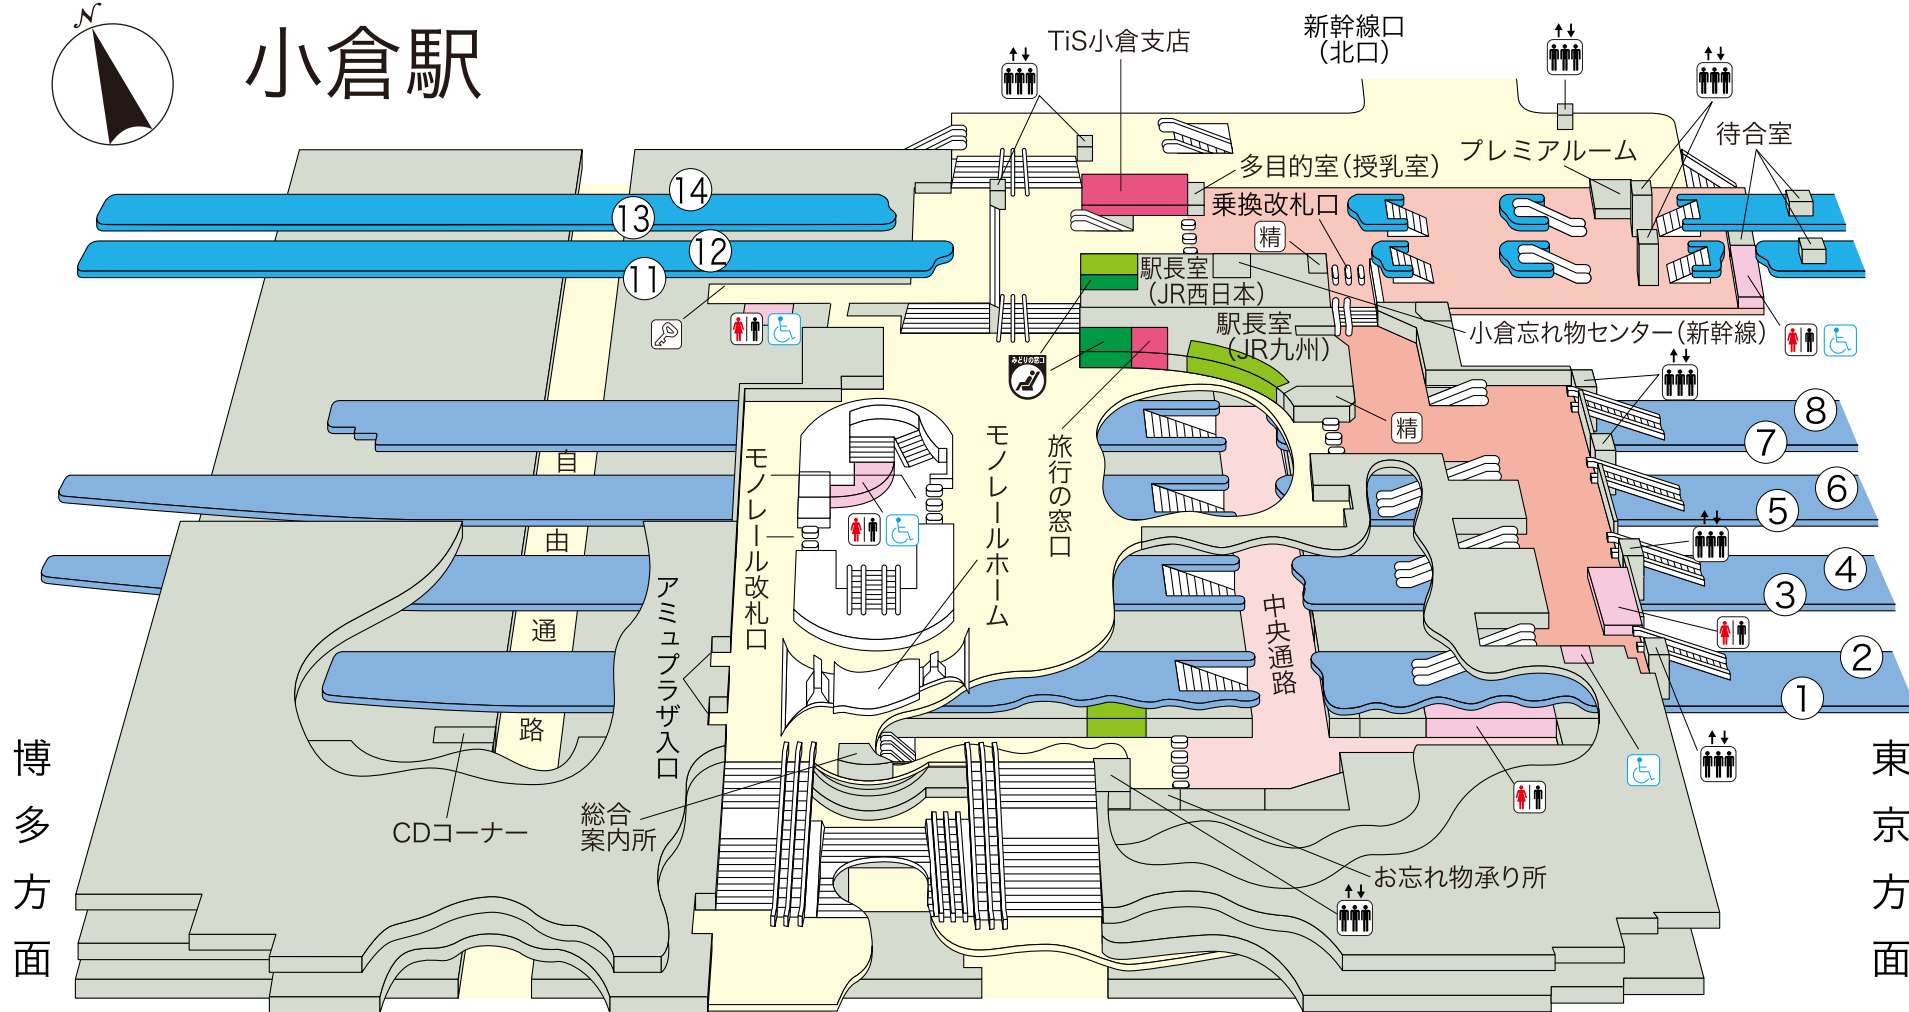 N
小倉駅
TiS小倉支店
新幹線口
（北口）
多目的室（授乳室）
プレミアルーム
待合室
乗換改札口
精
14
13
12
11
駅長室
（JR西日本）
駅長室
（JR九州）
小倉忘れ物センター（新幹線）
みどりの窓口
精
モノレールホーム
旅行の窓口
モノレール改札口
自由通路
アミュプラザ入口
中央通路
8
7
6
5
4
3
2
1
CDコーナー
総合
案内所
お忘れ物承り所
博多方面
東京方面